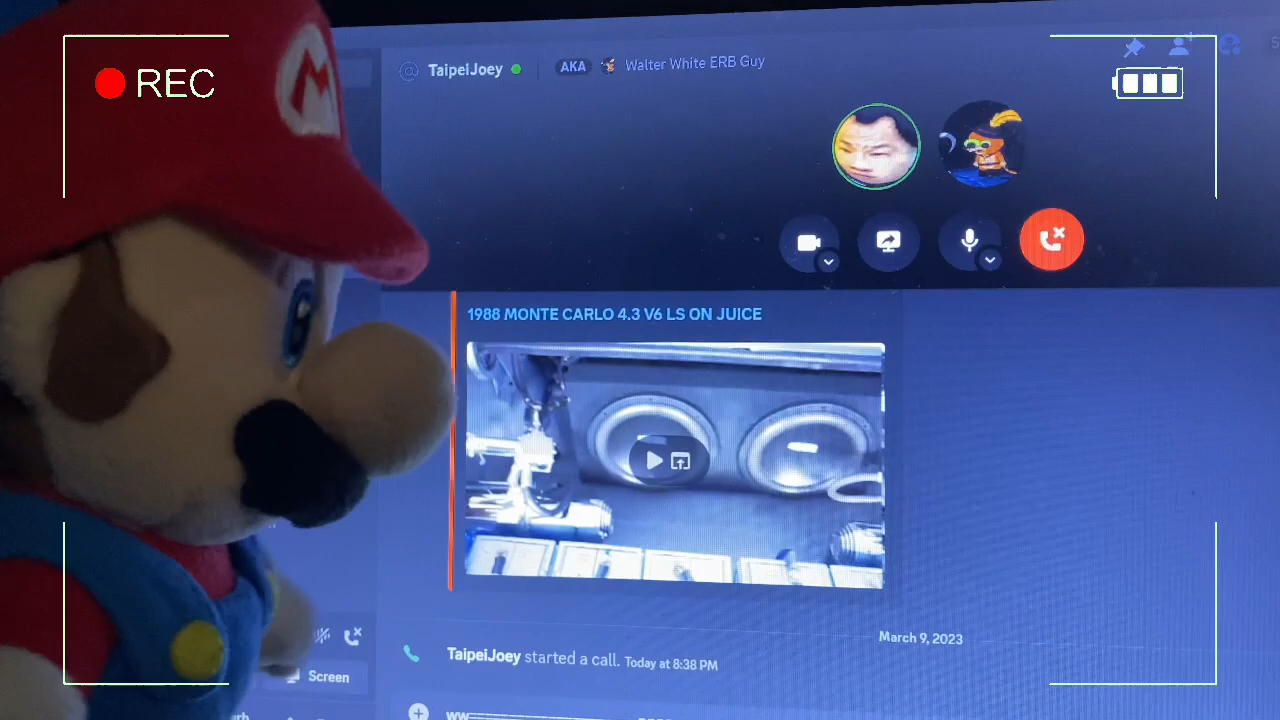 REC
TaipeiJoey AKA Walter White ERB Guy
1988 MONTE CARLO 4.3 V6 LS ON JUICE
March 9, 2023
TaipeiJoey started a call. Today at 8:38 PM
Screen